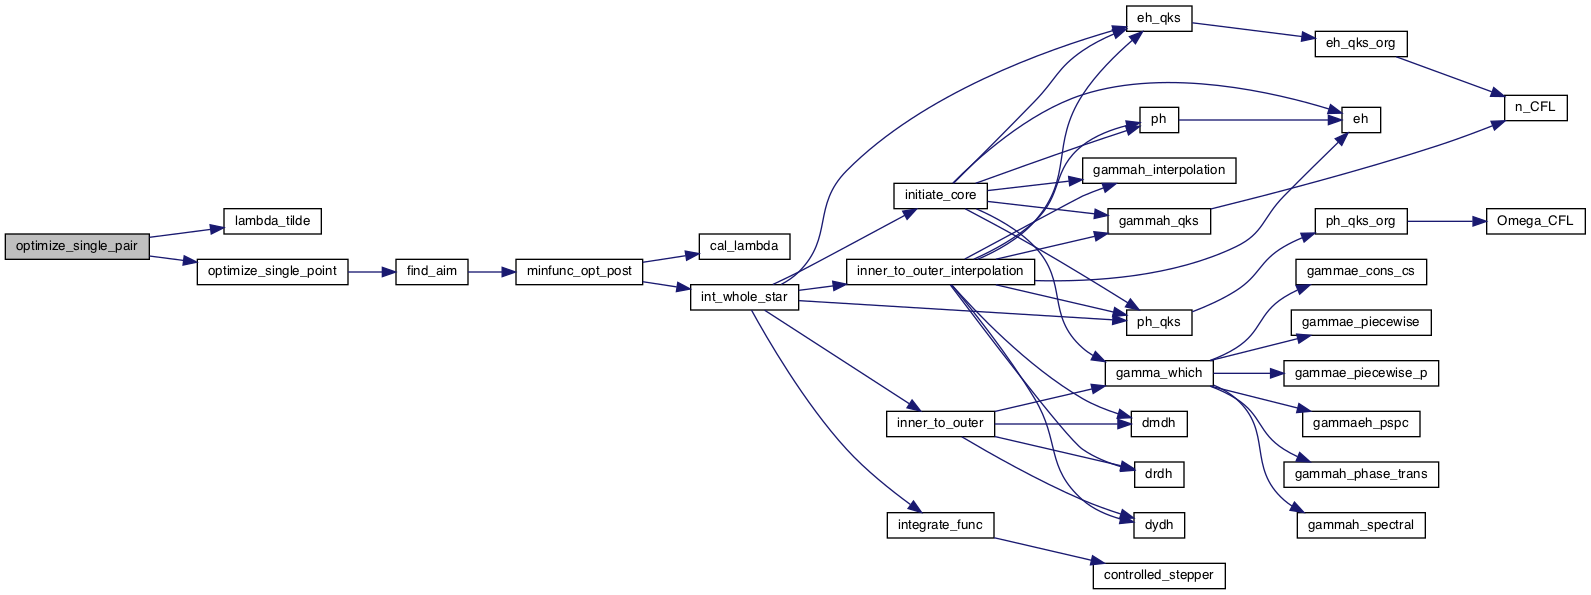 optimize_single_pair
lambda_tilde
optimize_single_point
find_aim
minfunc_opt_post
cal_lambda
int_whole_star
initiate_core
inner_to_outer_interpolation
inner_to_outer
integrate_func
eh_qks
ph
gammah_interpolation
gammah_qks
ph_qks
gamma_which
dmdh
drdh
dydh
controlled_stepper
eh_qks_org
eh
ph_qks_org
gammae_cons_cs
gammae_piecewise
gammae_piecewise_p
gammaeh_pspc
gammah_phase_trans
gammah_spectral
n_CFL
Omega_CFL